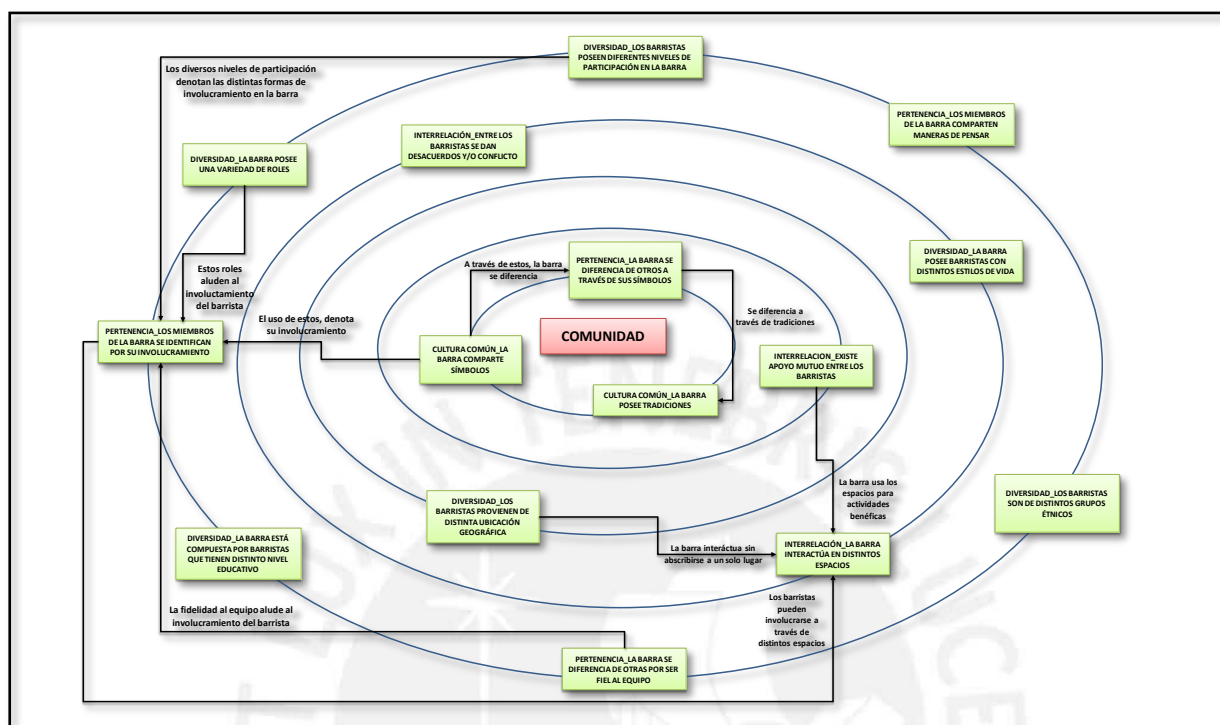 DIVERSIDAD_LOS BARRISTAS
POSEEN DIFERENTES NIVELES DE
PARTICIPACIÓN EN LA BARRA
Los diversos niveles de participación
denotan las distintas formas de
involucramiento en la barra
PERTENENCIA_LOS MIEMBROS
DE LA BARRA COMPARTEN
MANERAS DE PENSAR
INTERRELACIÓN_ENTRE LOS
BARRISTAS SE DAN
DESACUERDOS Y/O CONFLICTO
DIVERSIDAD_LA BARRA POSEE
UNA VARIEDAD DE ROLES
DIVERSIDAD_LA BARRA
POSEE BARRISTAS CON
DISTINTOS ESTILOS DE VIDA
A través de estos, la barra
se diferencia
PERTENENCIA_LA BARRA SE
DIFERENCIA DE OTROS A
TRAVÉS DE SUS SÍMBOLOS
Estos roles
aluden al
involuctamiento
del barrista
El uso de estos, denota
su involucramiento
Se diferencia a
través de tradiciones
PERTENENCIA_LOS MIEMBROS
DE LA BARRA SE IDENTIFICAN
POR SU INVOLUCRAMIENTO
COMUNIDAD
CULTURA COMÚN_LA
BARRA COMPARTE
SÍMBOLOS
INTERRELACION_EXISTE
APOYO MUTUO ENTRE LOS
BARRISTAS
CULTURA COMÚN_LA BARRA
POSEE TRADICIONES
La barra usa los
espacios para
actividades
benéficas
DIVERSIDAD_LOS
BARRISTAS PROVIENEN DE
DISTINTA UBICACIÓN
GEOGRÁFICA
DIVERSIDAD_LOS BARRISTAS
SON DE DISTINTOS GRUPOS
ÉTNICOS
DIVERSIDAD_LA BARRA ESTÁ
COMPUESTA POR BARRISTAS
QUE TIENEN DISTINTO NIVEL
EDUCATIVO
La barra interáctua sin
abscribirse a un solo lugar
INTERRELACIÓN_LA BARRA
INTERACTÚA EN DISTINTOS
ESPACIOS
La fidelidad al equipo alude al
involucramiento del barrista
Los barristas
pueden
involucrarse a
través de
distintos espacios
PERTENENCIA_LA BARRA SE
DIFERENCIA DE OTRAS POR SER
FIEL AL EQUIPO